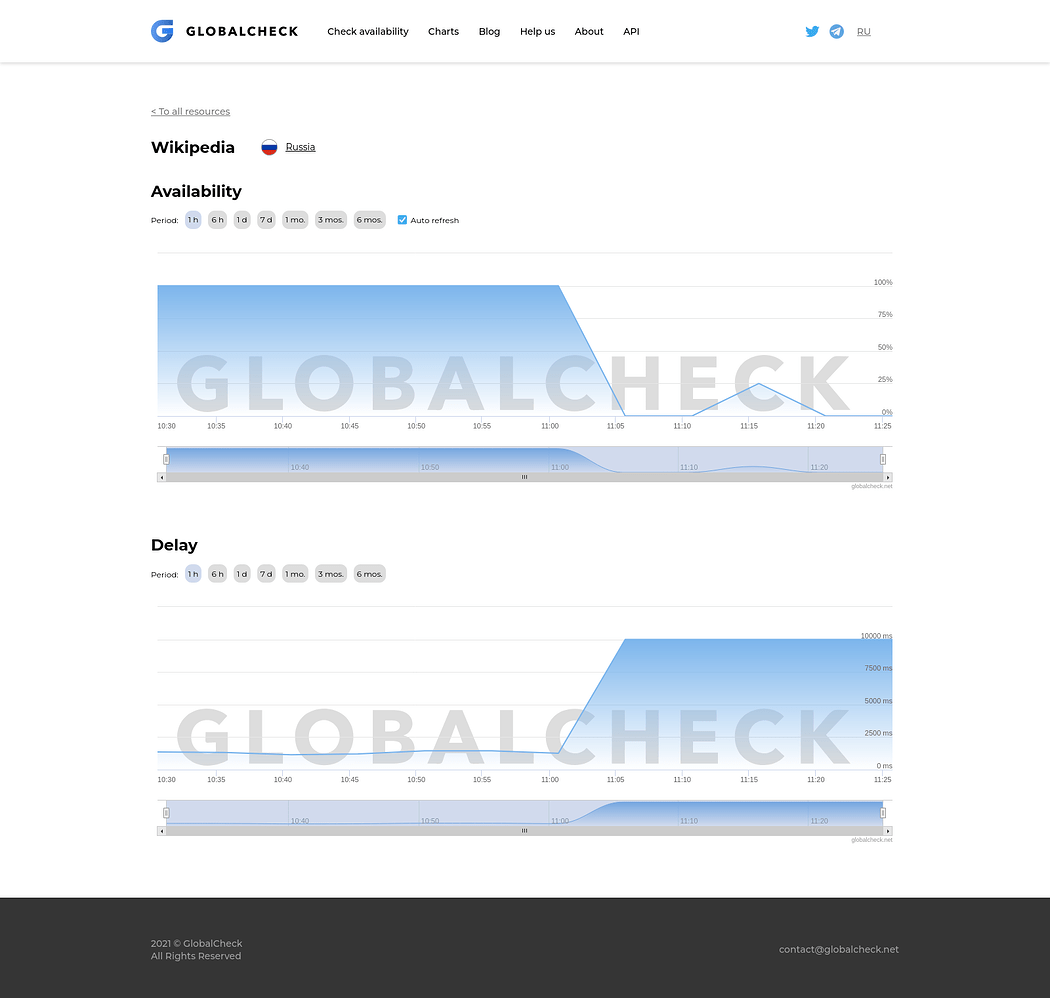 GLOBALCHECK Check availability Charts Blog Help us About API RU
< To all resources
Wikipedia Russia
Availability
Period: 1 h 6 h 1 d 7 d 1 mo. 3 mos. 6 mos. Auto refresh
100%
75%
50%
25%
0%
GLOBALCHECK
10:30 10:35 10:40 10:45 10:50 10:55 11:00 11:05 11:10 11:15 11:20 11:25
10:40 10:50 11:00 11:10 11:20
globalcheck.net
Delay
Period: 1 h 6 h 1 d 7 d 1 mo. 3 mos. 6 mos.
10000 ms
7500 ms
5000 ms
2500 ms
0 ms
GLOBALCHECK
10:30 10:35 10:40 10:45 10:50 10:55 11:00 11:05 11:10 11:15 11:20 11:25
10:40 10:50 11:00 11:10 11:20
globalcheck.net
2021 © GlobalCheck
All Rights Reserved
contact@globalcheck.net